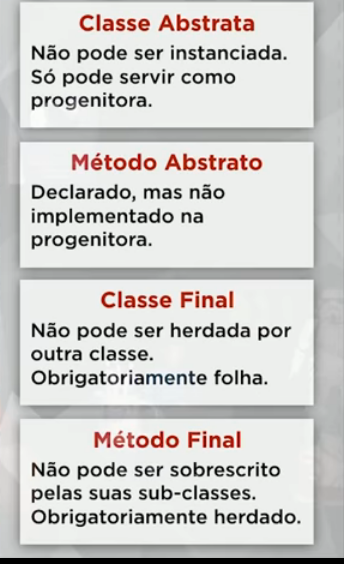 Classe Abstrata
Não pode ser instanciada.
Só pode servir como
progenitora.
Método Abstrato
Declarado, mas não
implementado na
progenitora.
Classe Final
Não pode ser herdada por
outra classe.
Obrigatoriamente folha.
Método Final
Não pode ser sobrescrito
pelas suas sub-classes.
Obrigatoriamente herdado.